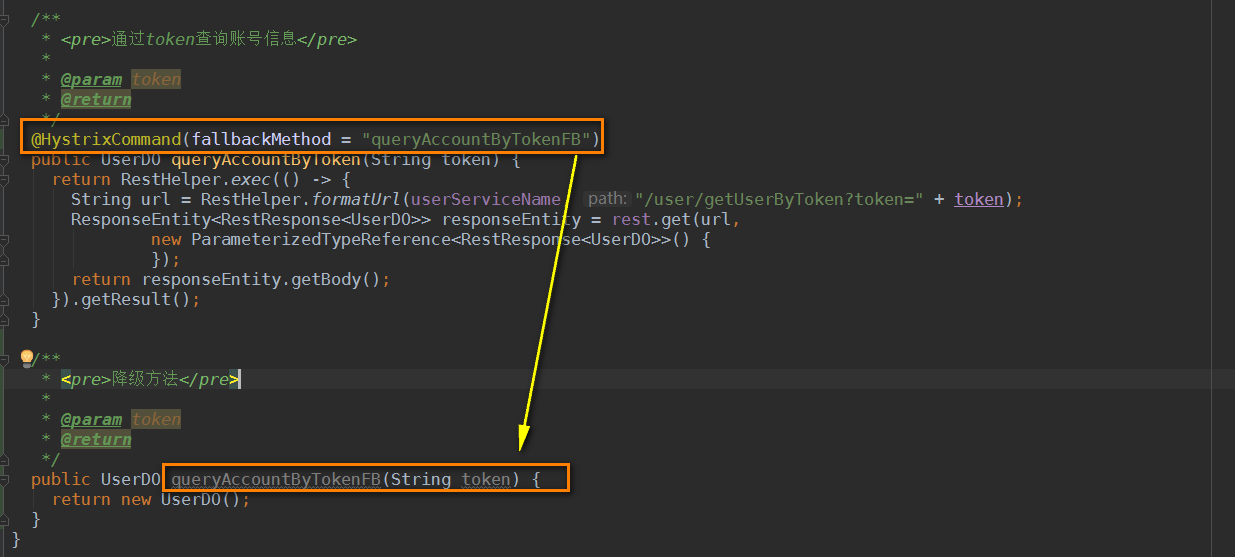 /**
* <pre>通过token查询账号信息</pre>
*
* @param token
* @return
*/
@HystrixCommand(fallbackMethod = "queryAccountByTokenFB")
public UserDO queryAccountByToken(String token) {
return RestHelper.exec(() -> {
String url = RestHelper.formatUrl(userServiceName, path: "/user/getUserByToken?token=" + token);
ResponseEntity<RestResponse<UserDO>> responseEntity = rest.get(url,
new ParameterizedTypeReference<RestResponse<UserDO>>() {
});
return responseEntity.getBody();
}).getResult();
}
/**
* <pre>降级方法</pre>
*
* @param token
* @return
*/
public UserDO queryAccountByTokenFB(String token) {
return new UserDO();
}
}